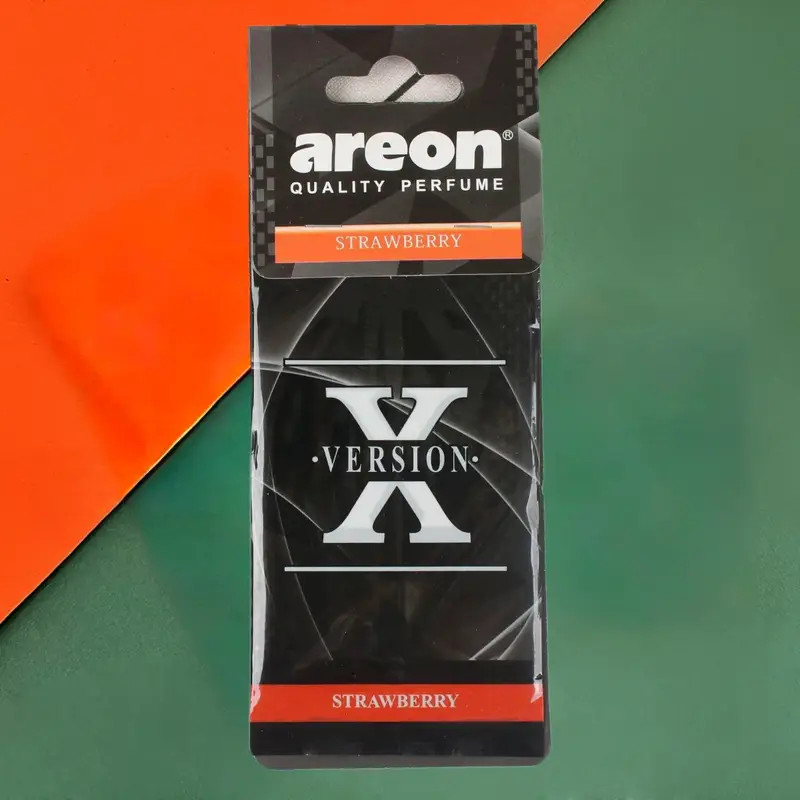 areon®
QUALITY PERFUME
STRAWBERRY
X
·VERSION·
STRAWBERRY